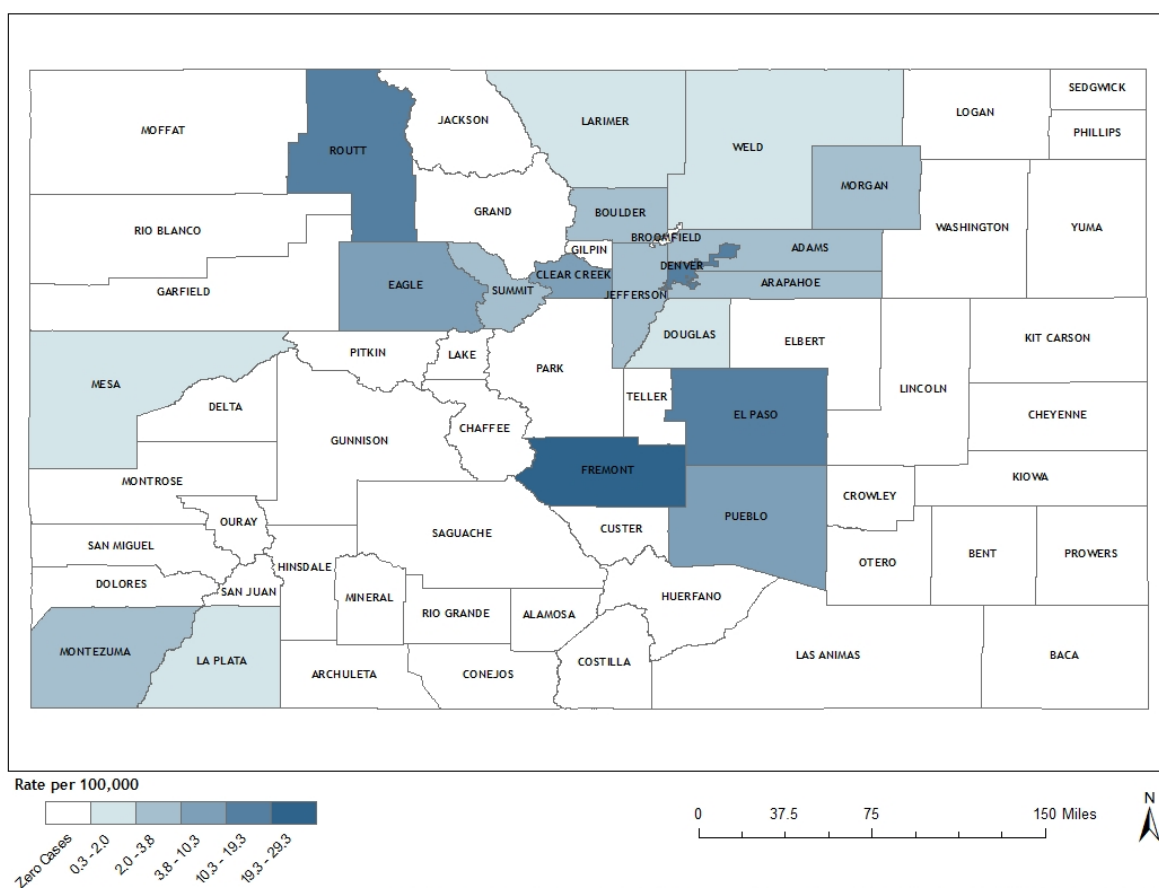 SEDGWICK
LOGAN
PHILLIPS
JACKSON
LARIMER
MOFFAT
ROUTT
WELD
MORGAN
GRAND
BOULDER
WASHINGTON
YUMA
RIO BLANCO
BROOMFIELD
GILPIN
ADAMS
DENVER
CLEAR CREEK
EAGLE
SUMMIT
ARAPAHOE
GARFIELD
JEFFERSON
DOUGLAS
ELBERT
KIT CARSON
PITKIN
LAKE
PARK
MESA
LINCOLN
TELLER
DELTA
EL PASO
CHEYENNE
CHAFFEE
GUNNISON
FREMONT
KIOWA
MONTROSE
CROWLEY
PUEBLO
OURAY
CUSTER
SAGUACHE
SAN MIGUEL
BENT
PROWERS
OTERO
HINSDALE
DOLORES
SAN JUAN
MINERAL
HUERFANO
RIO GRANDE
ALAMOSA
MONTEZUMA
LA PLATA
COSTILLA
LAS ANIMAS
BACA
ARCHULETA
CONEJOS
Rate per 100,000
Zero Cases
0.3 - 2.0
2.0 - 3.8
3.8 - 10.3
10.3 - 19.3
19.3 - 29.3
0 37.5 75 150 Miles
N